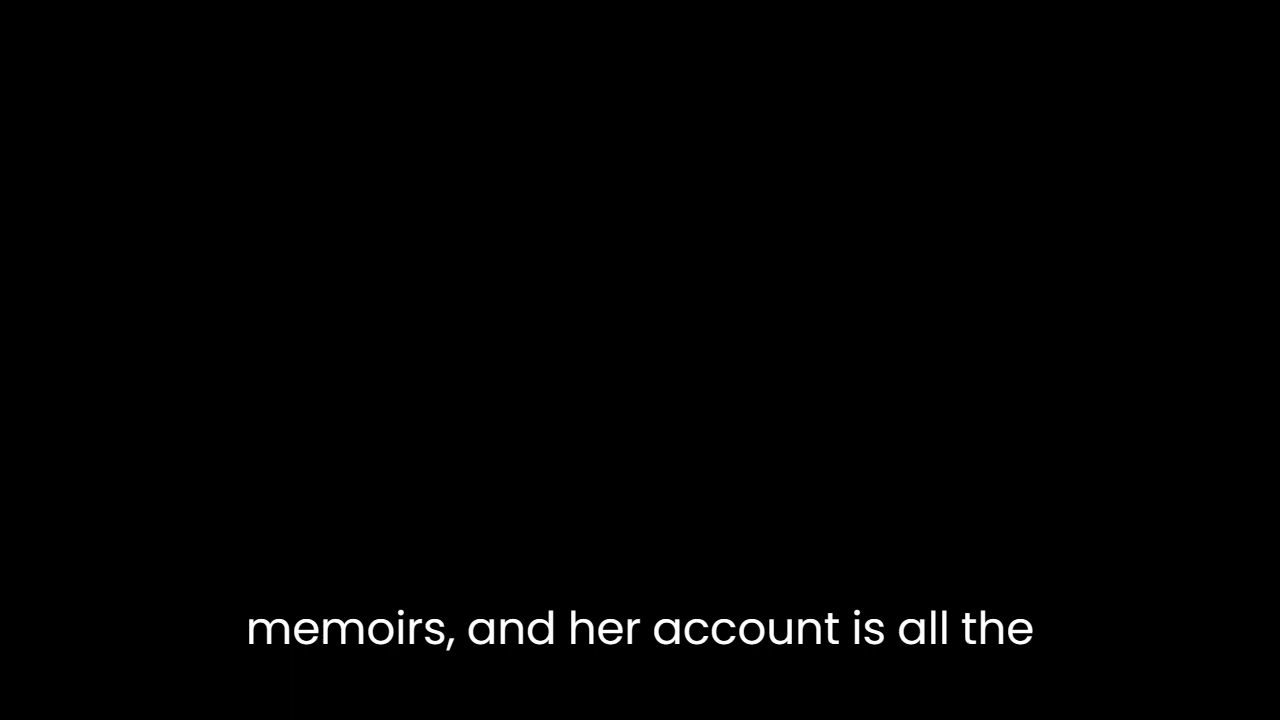 memoirs, and her account is all the